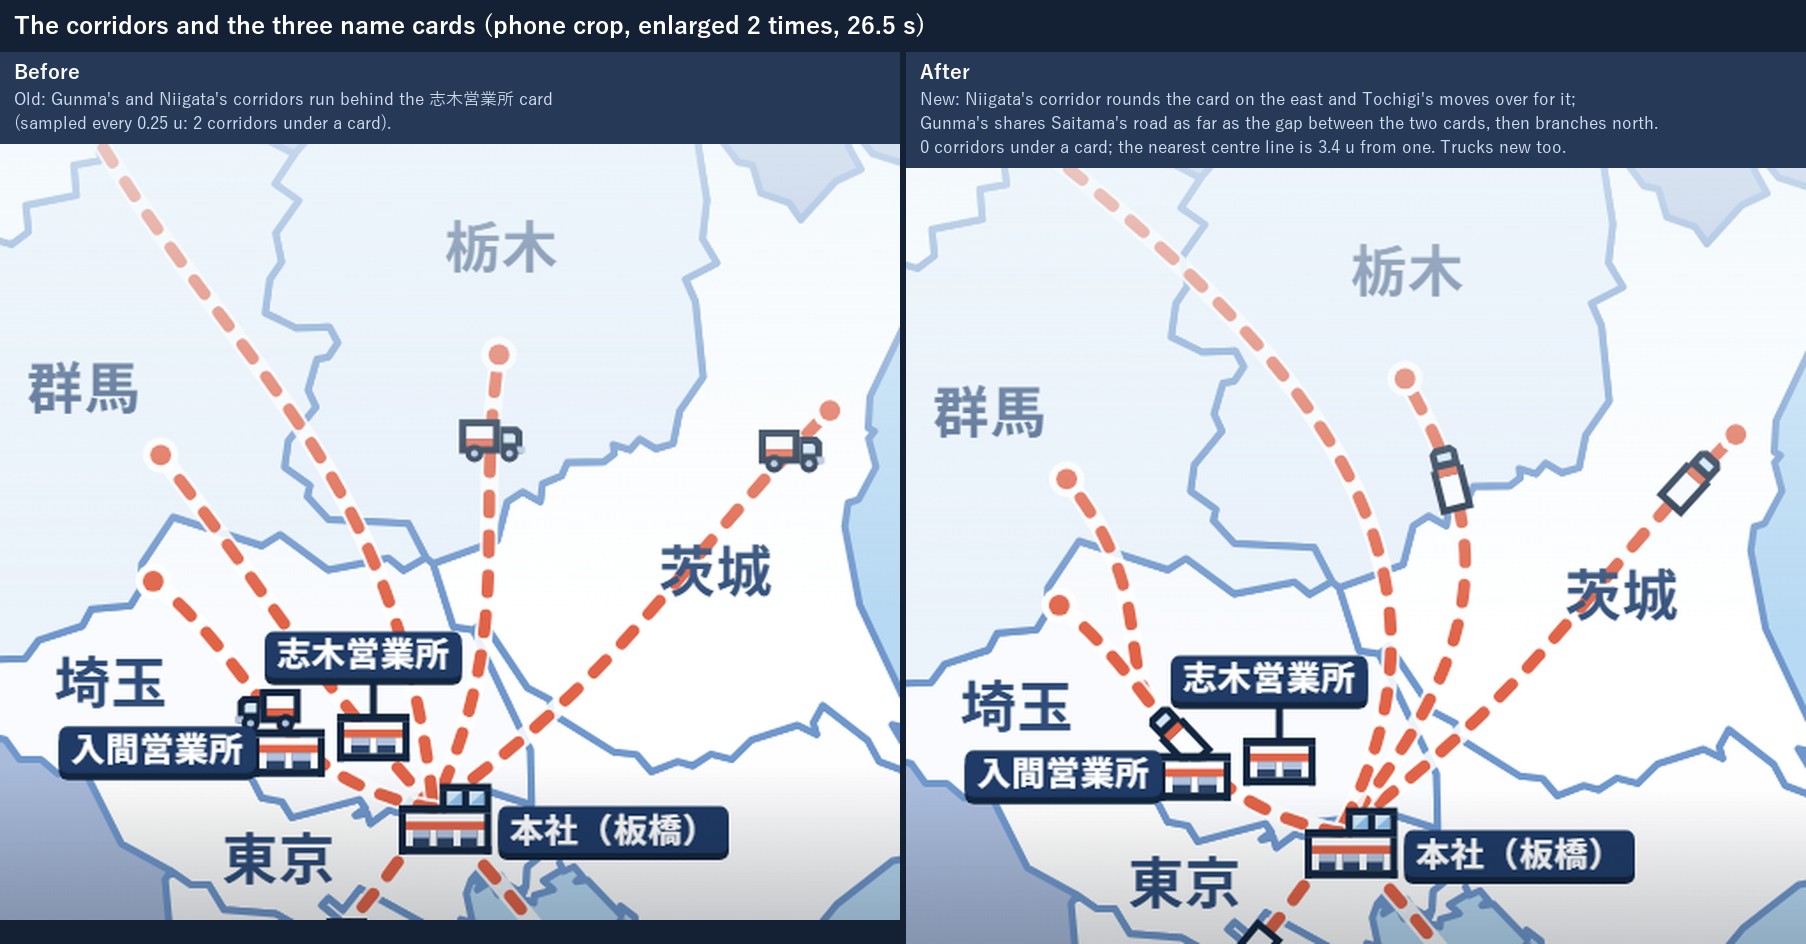 The corridors and the three name cards (phone crop, enlarged 2 times, 26.5 s)
Before
Old: Gunma's and Niigata's corridors run behind the 志木営業所 card
(sampled every 0.25 u: 2 corridors under a card).
栃木
群馬
茨城
志木営業所
埼玉
入間営業所
本社（板橋）
東京
After
New: Niigata's corridor rounds the card on the east and Tochigi's moves over for it;
Gunma's shares Saitama's road as far as the gap between the two cards, then branches north.
0 corridors under a card; the nearest centre line is 3.4 u from one. Trucks new too.
栃木
群馬
茨城
志木営業所
埼玉
入間営業所
本社（板橋）
東京